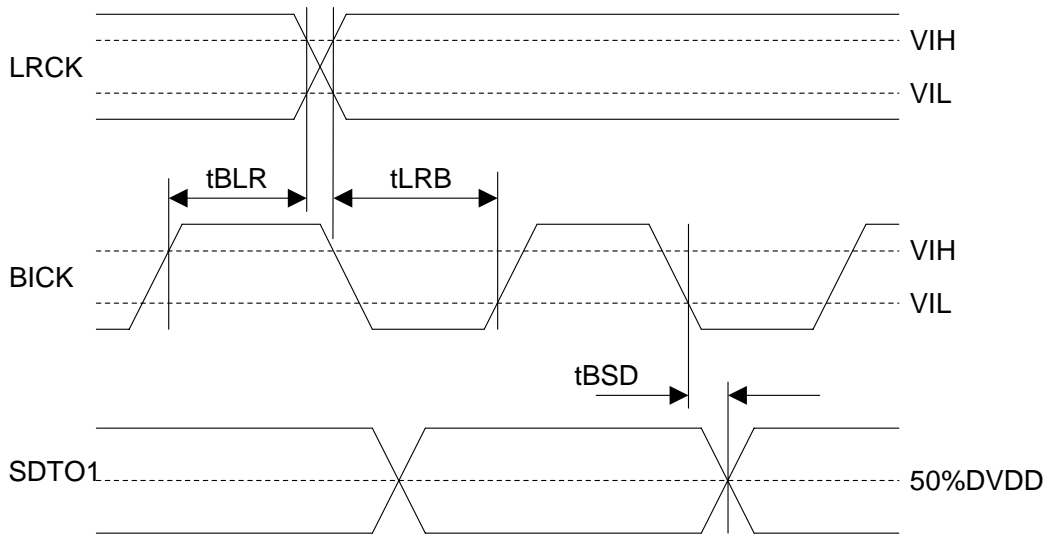 LRCK
VIH
VIL
tBLR
tLRB
BICK
VIH
VIL
tBSD
SDTO1
50%DVDD